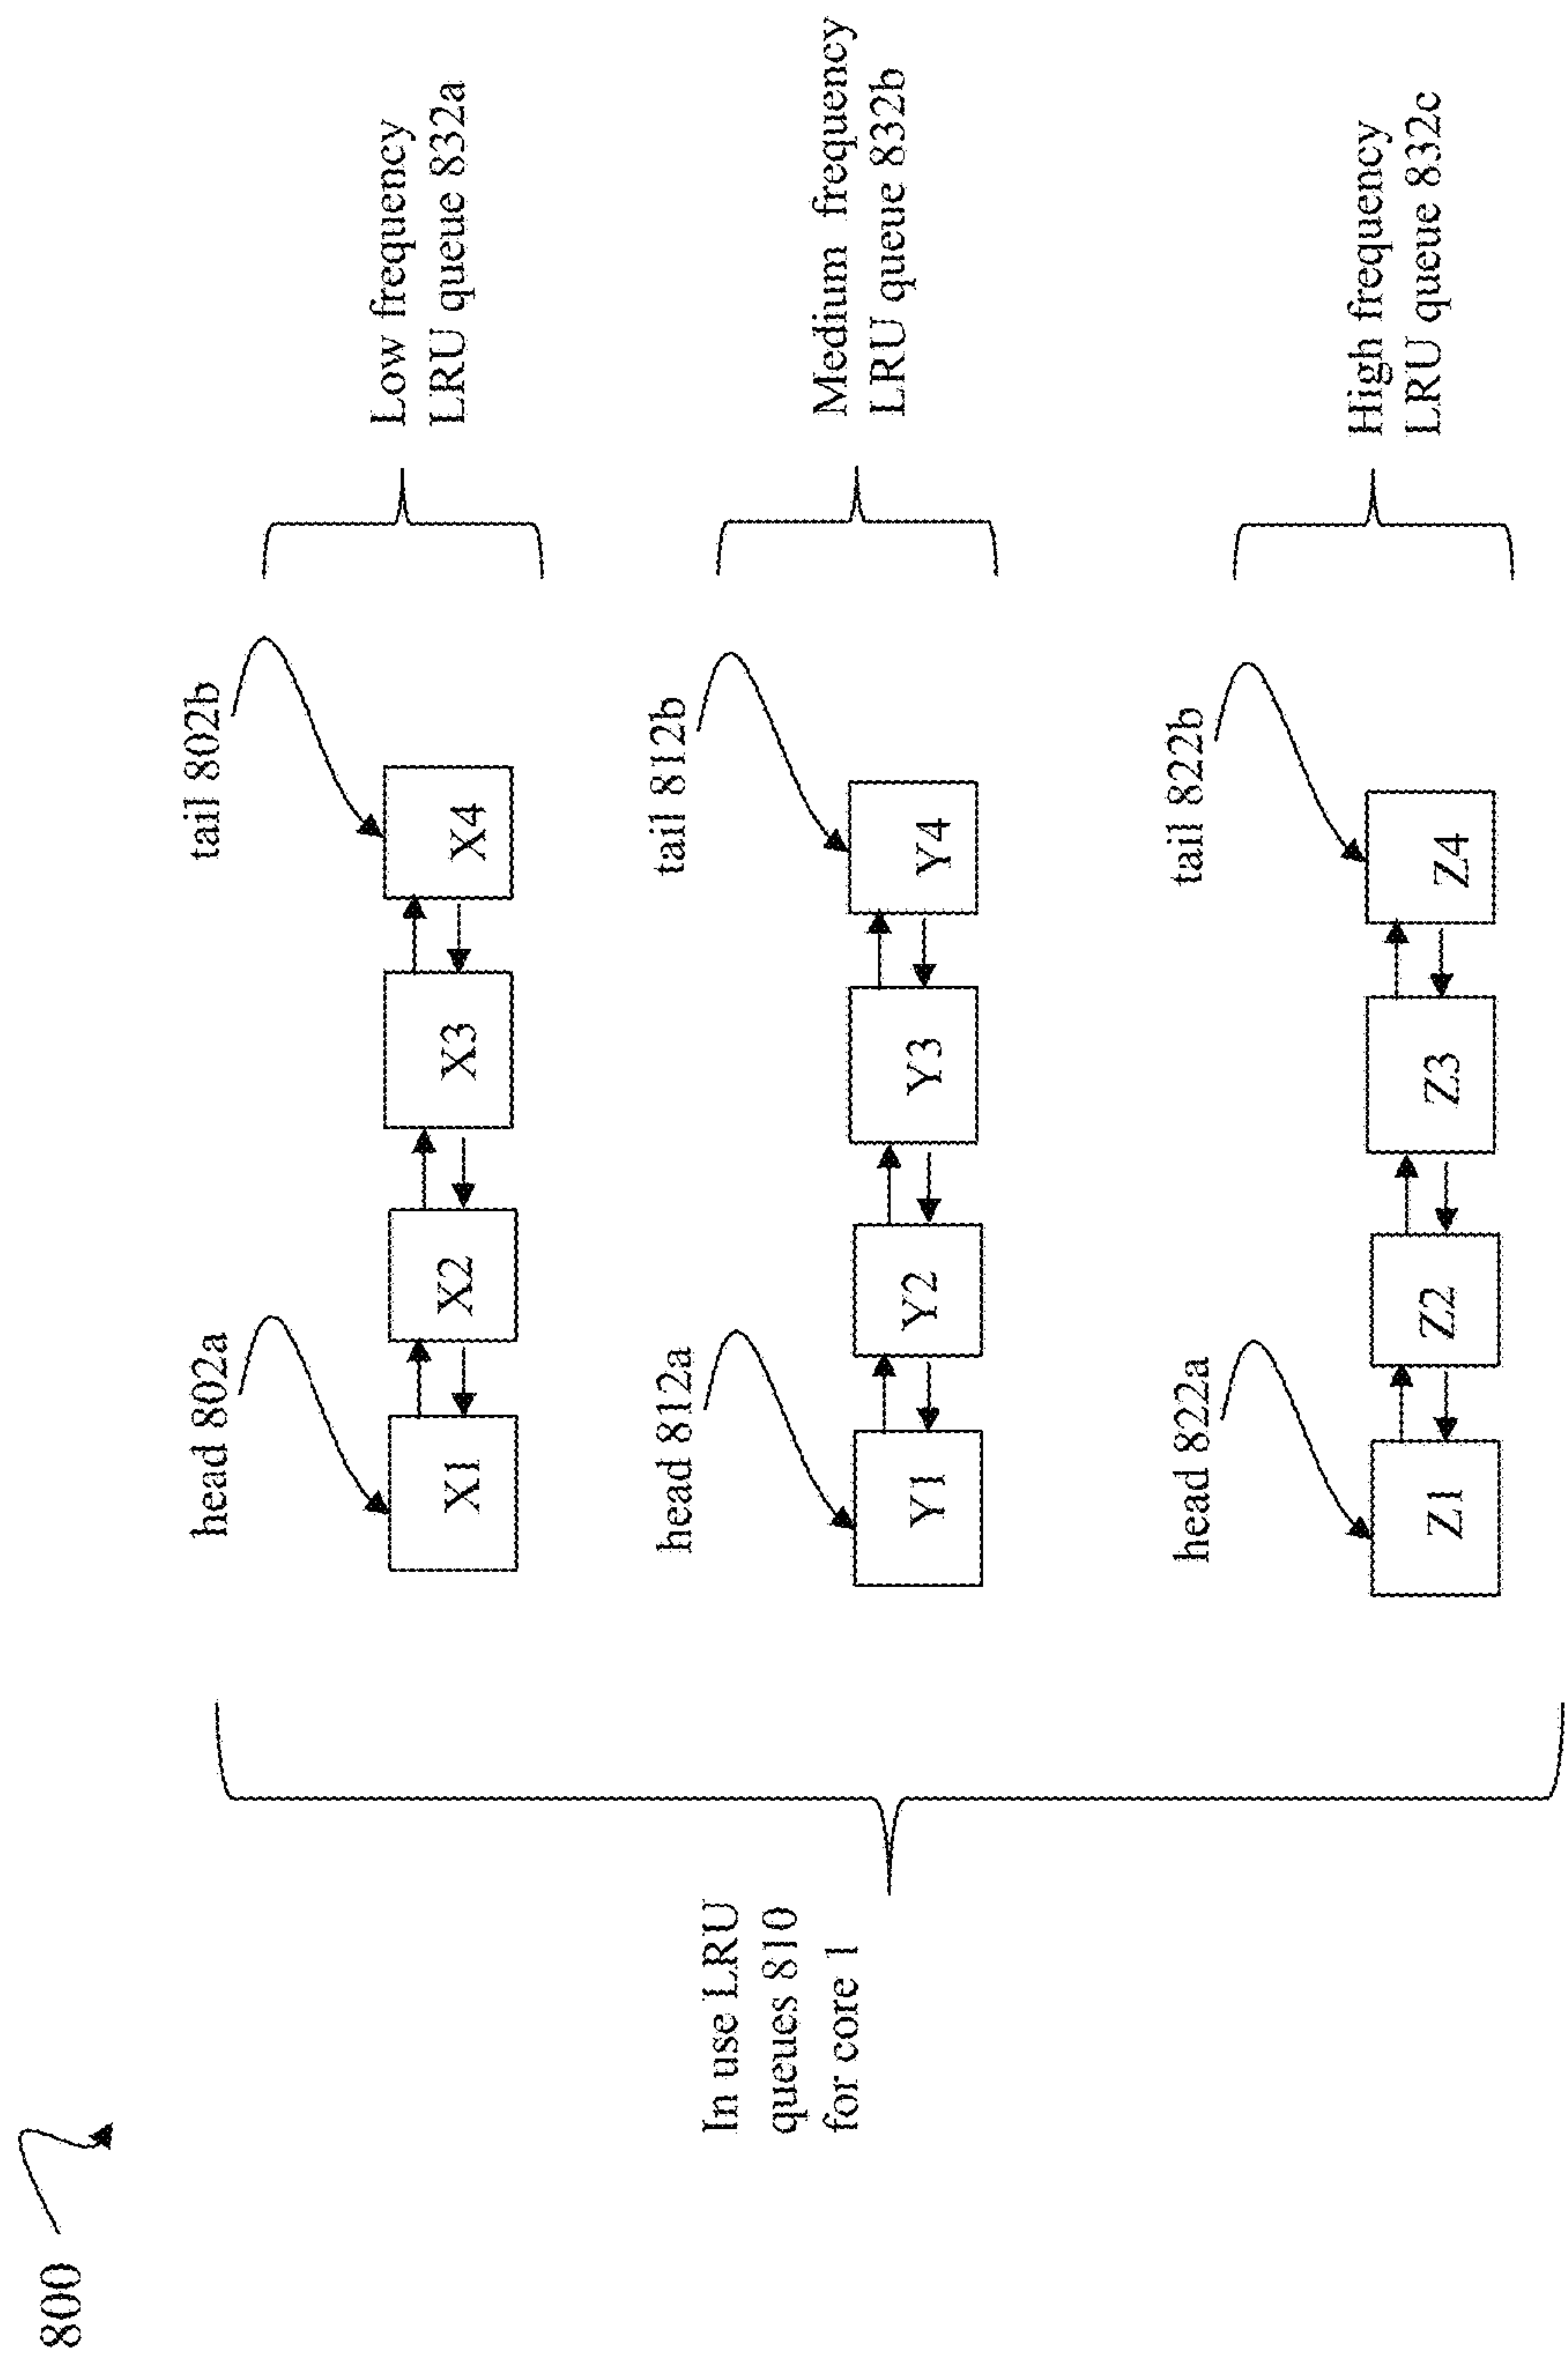 800
In use LRU
queues 810
for core 1
head 802a
tail 802b
X1
X2
X3
X4
Low frequency
LRU queue 832a
head 812a
tail 812b
Y1
Y2
Y3
Y4
Medium frequency
LRU queue 832b
head 822a
tail 822b
Z1
Z2
Z3
Z4
High frequency
LRU queue 832c